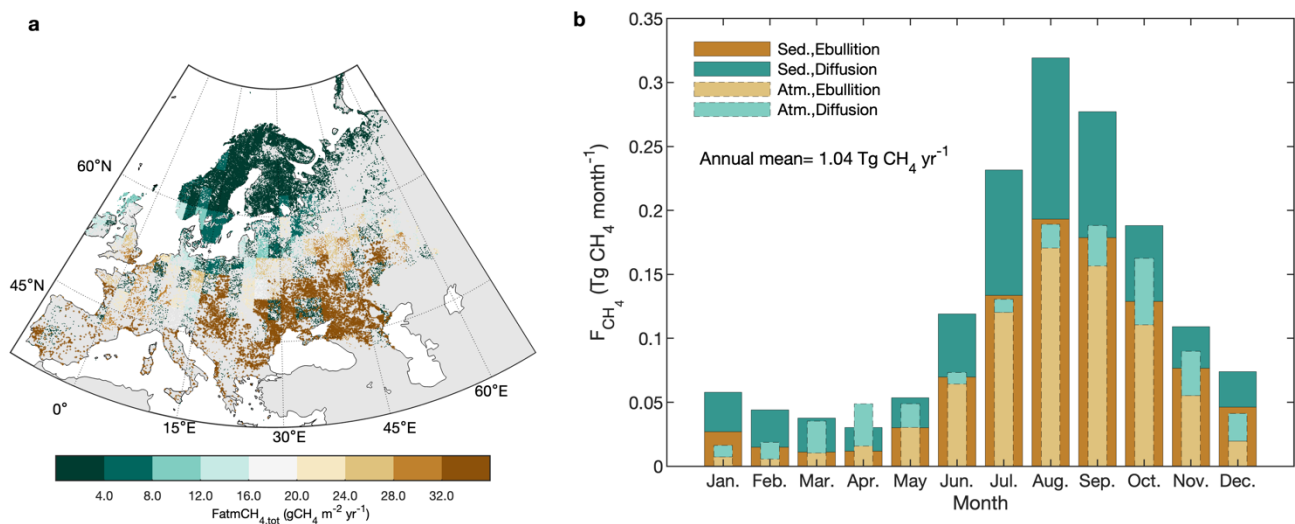 a
60°N
45°N
0°
15°E
30°E
45°E
60°E
4.0 8.0 12.0 16.0 20.0 24.0 28.0 32.0
FatmCH4,tot (gCH4 m-2 yr-1)
b
0.35
0.3
0.25
0.2
0.15
0.1
0.05
0
FCH4 (Tg CH4 month-1)
Sed.,Ebullition
Sed.,Diffusion
Atm.,Ebullition
Atm.,Diffusion
Annual mean= 1.04 Tg CH4 yr-1
Jan. Feb. Mar. Apr. May Jun. Jul. Aug. Sep. Oct. Nov. Dec.
Month